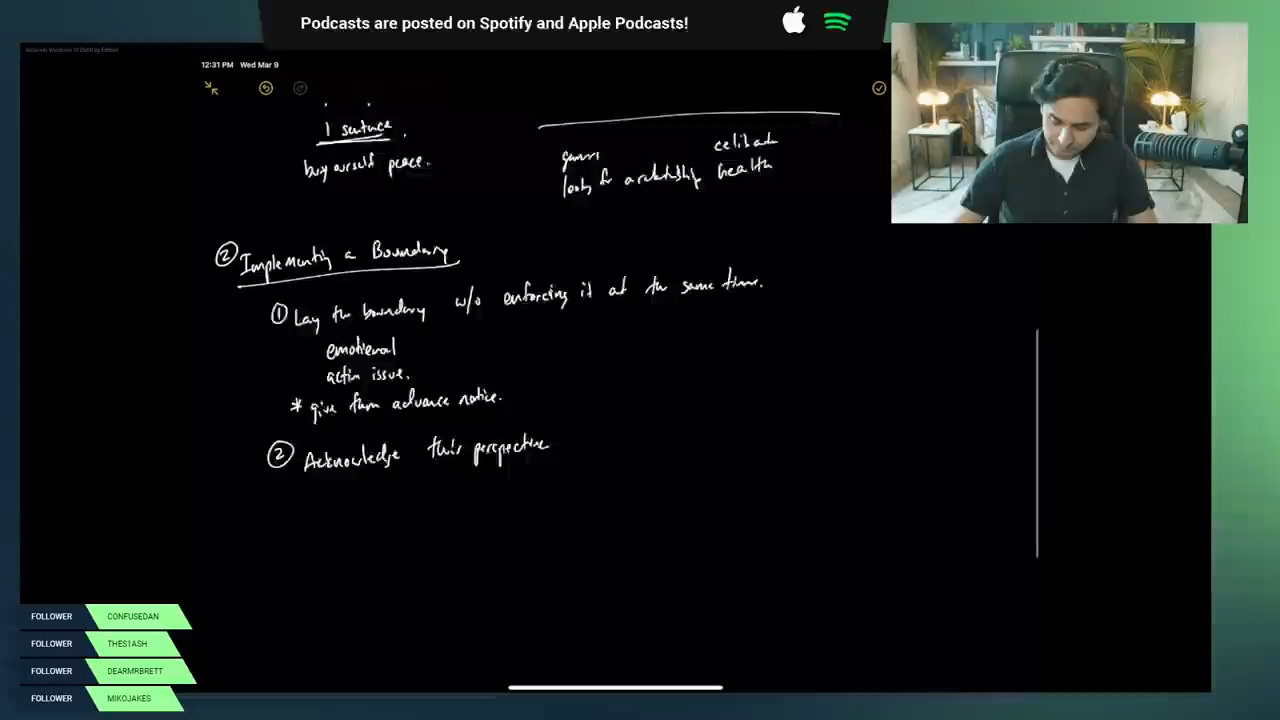 Podcasts are posted on Spotify and Apple Podcasts!
12:31 PM Wed Mar 9
1 sentence.
buy ourself peace.
celibate
looks for a relationship health
② Implementing a Boundary
① Lay the boundary w/o enforcing it at the same time.
emotional
action issue.
* give them advance notice.
② Acknowledge their perspective
FOLLOWER CONFUSEDAN
FOLLOWER THES1ASH
FOLLOWER DEARMRBRETT
FOLLOWER MIKOJAKES